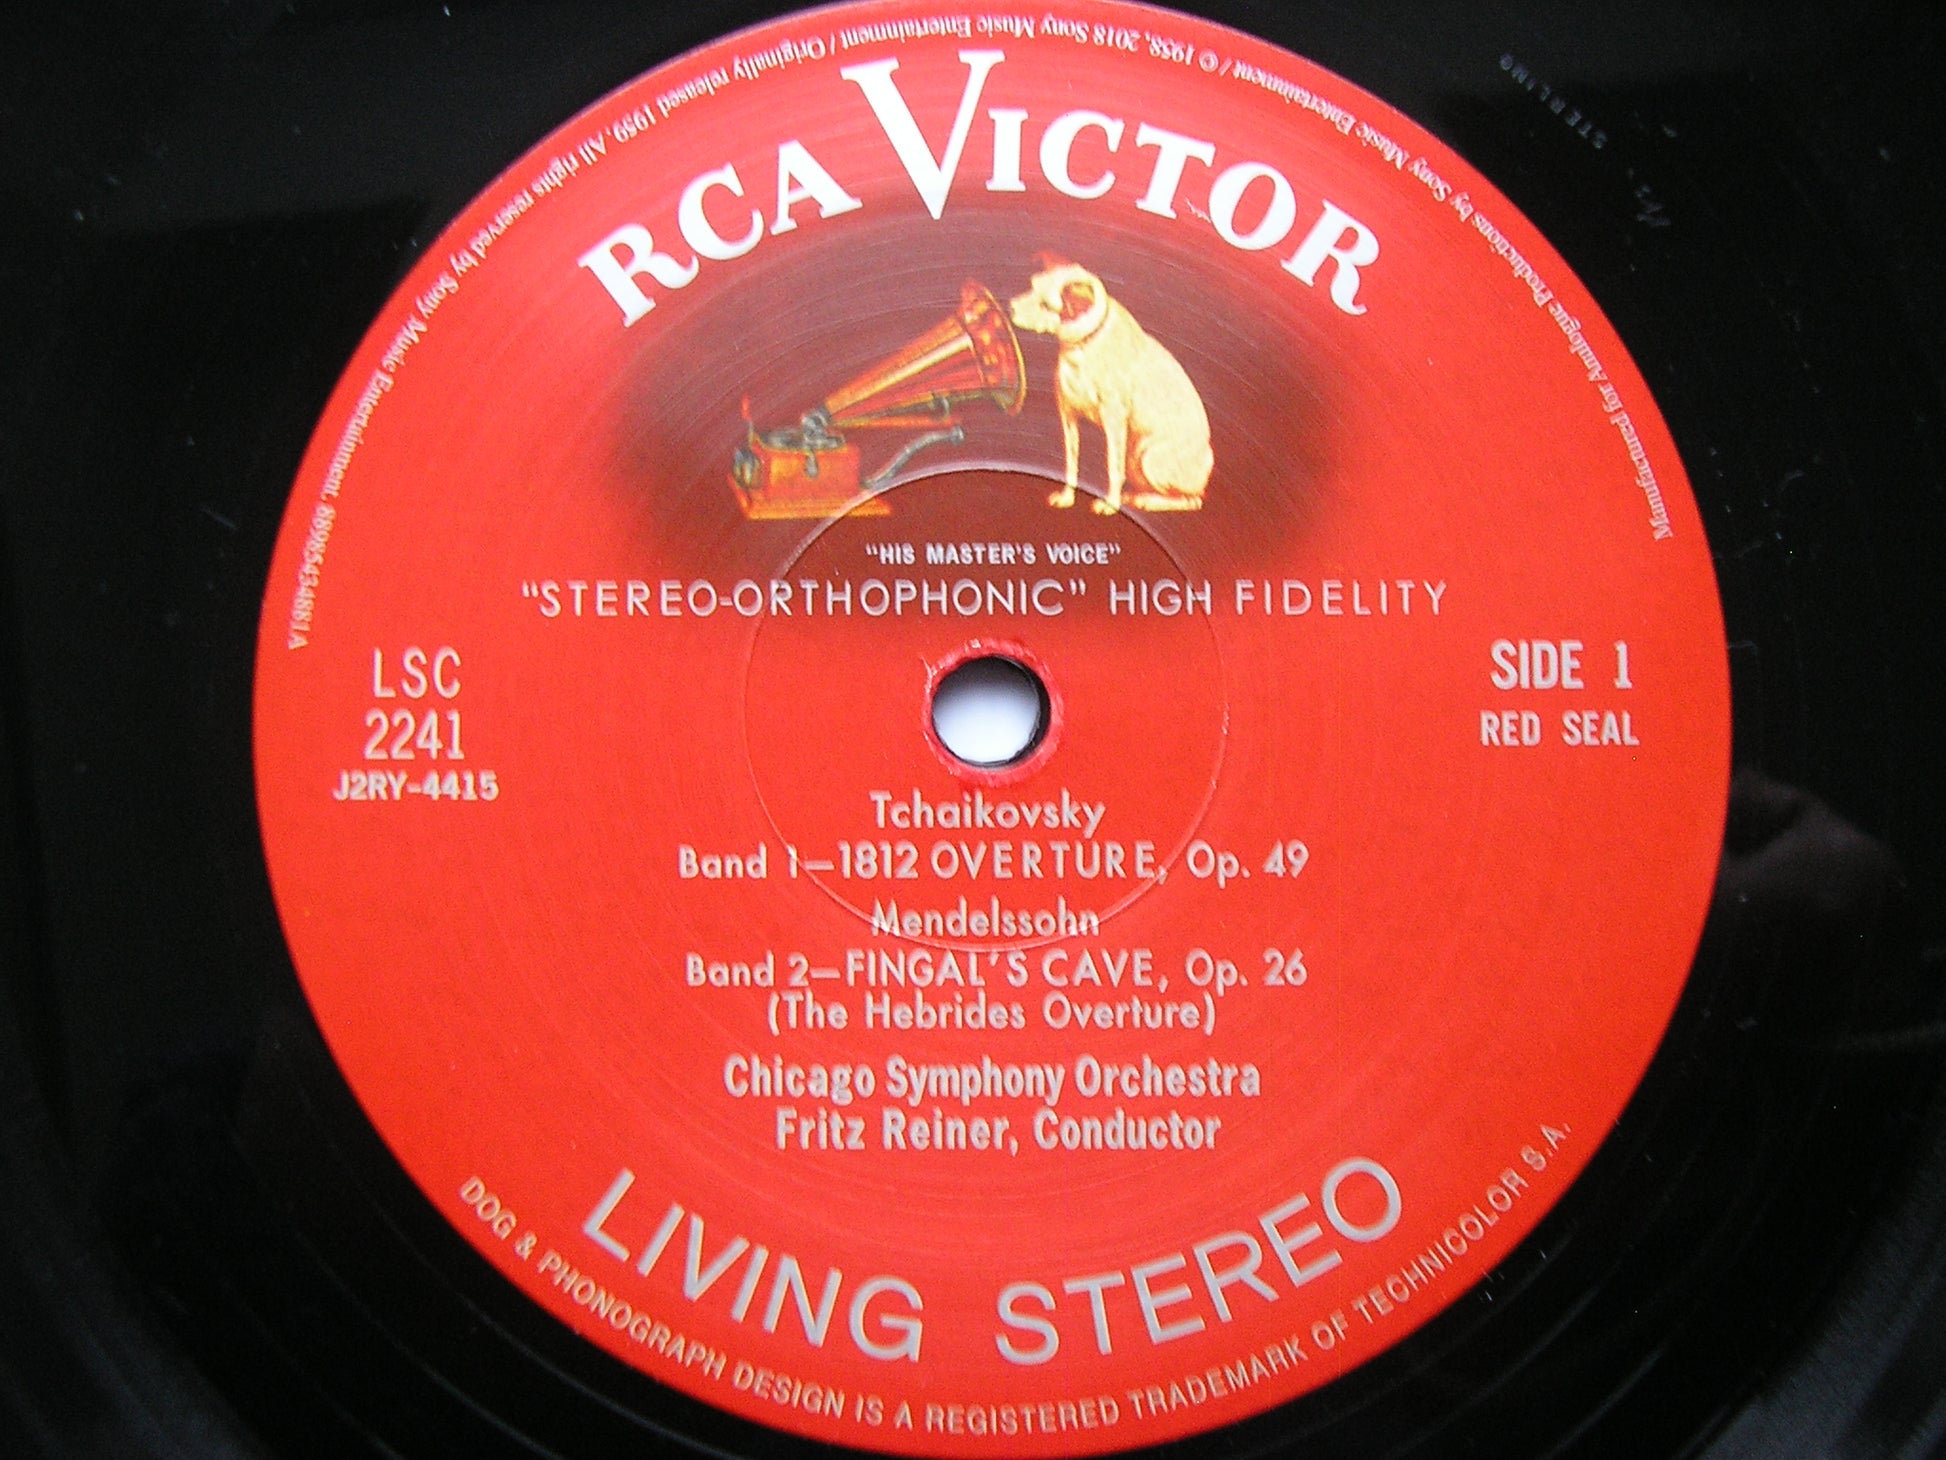 Manufactured for Analogue Productions by Sony Music Entertainment / © 1958, 2018 Sony Music Entertainment / Originally released 1959. All rights reserved by Sony Music Entertainment. 88985434881A
STERLING
RCA VICTOR
"HIS MASTER'S VOICE"
"STEREO-ORTHOPHONIC" HIGH FIDELITY
LSC
2241
J2RY-4415
SIDE 1
RED SEAL
Tchaikovsky
Band 1—1812 OVERTURE, Op. 49
Mendelssohn
Band 2—FINGAL'S CAVE, Op. 26
(The Hebrides Overture)
Chicago Symphony Orchestra
Fritz Reiner, Conductor
LIVING STEREO
DOG & PHONOGRAPH DESIGN IS A REGISTERED TRADEMARK OF TECHNICOLOR S.A.